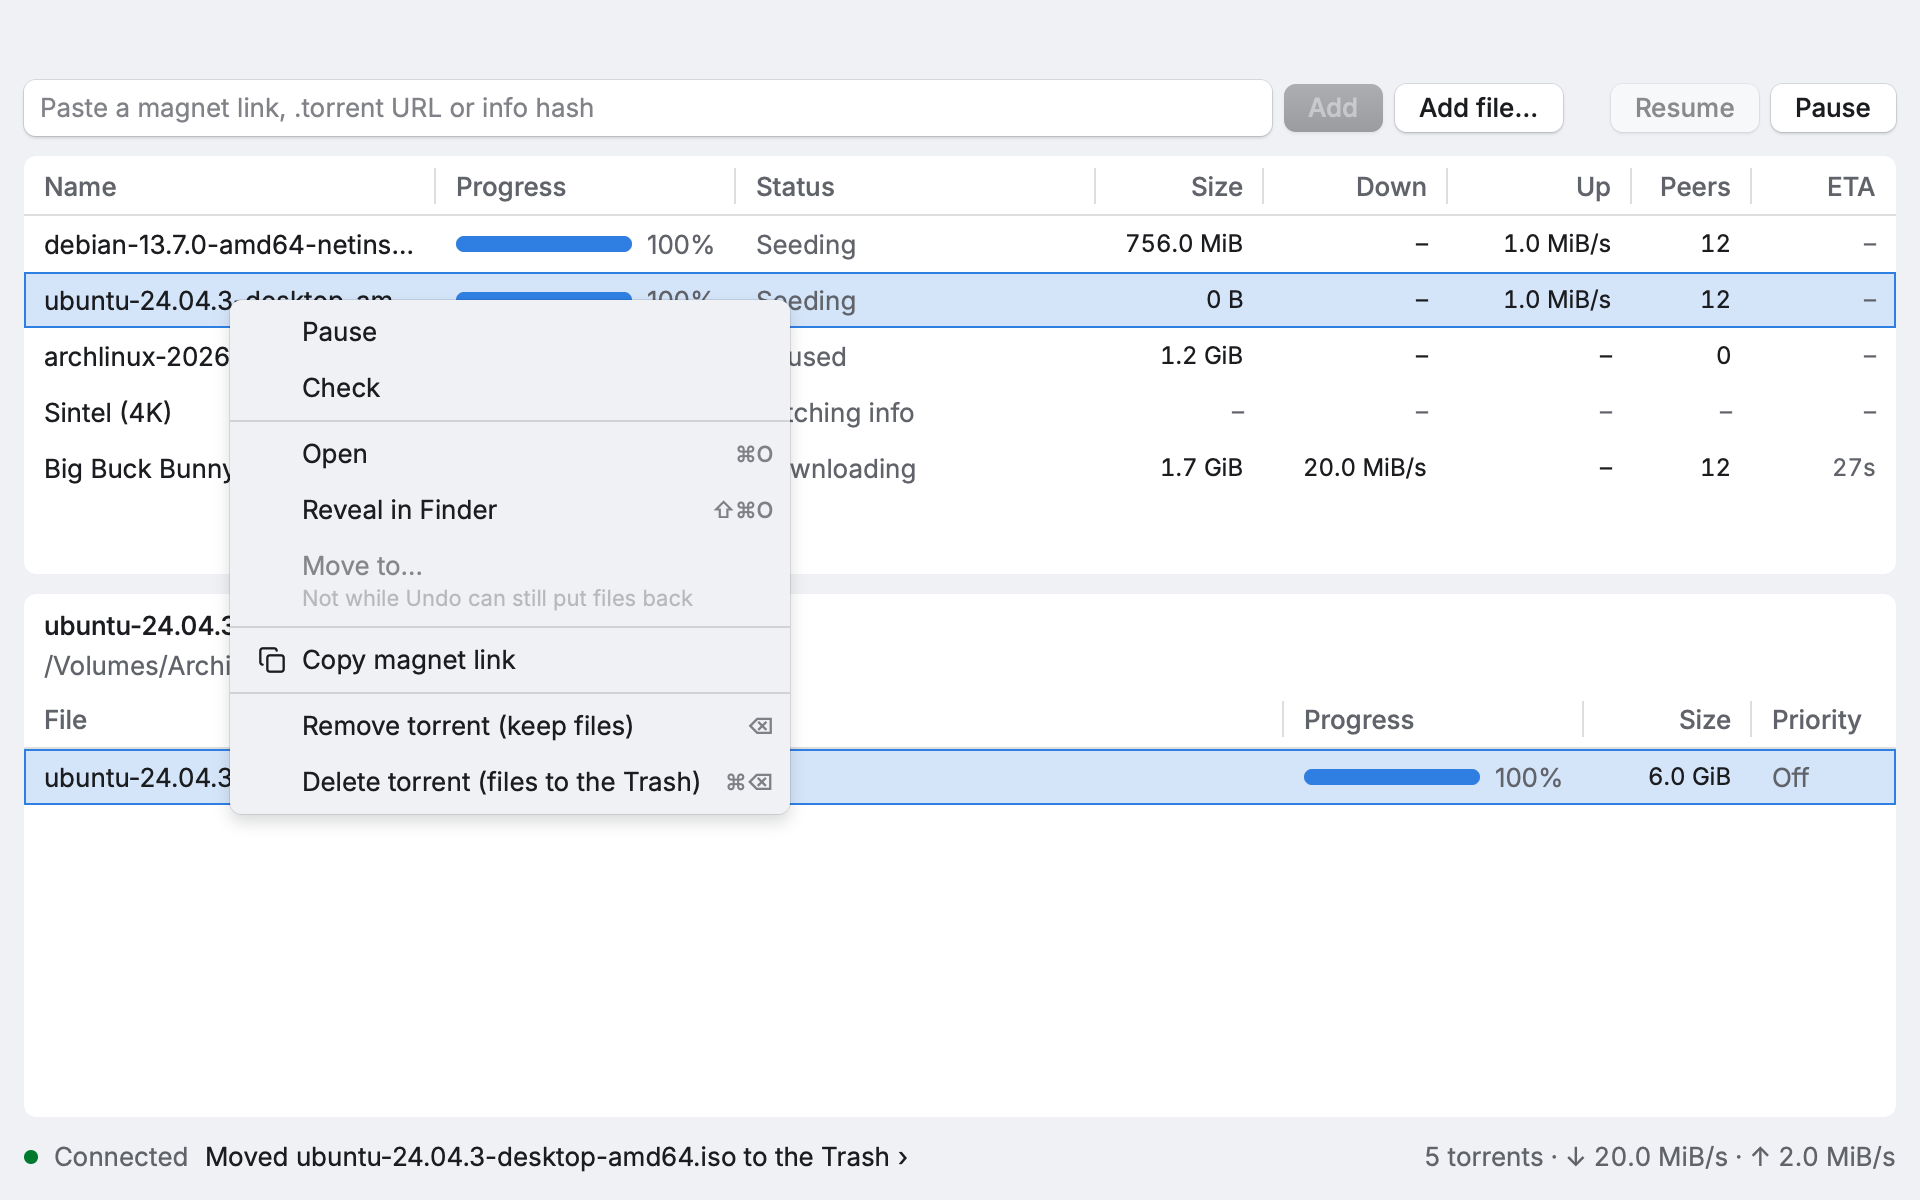 Paste a magnet link, .torrent URL or info hash Add Add file... Resume Pause
Name Progress Status Size Down Up Peers ETA
debian-13.7.0-amd64-netins... 100% Seeding 756.0 MiB – 1.0 MiB/s 12 –
ubuntu-24.04.3-desktop-am... 100% Seeding 0 B – 1.0 MiB/s 12 –
archlinux-2026 1.2 GiB – – 0 –
Sintel (4K) info – – – – –
Big Buck Bunny 1.7 GiB 20.0 MiB/s – 12 27s
Pause
Check
Open ⌘O
Reveal in Finder ⇧⌘O
Move to...
Not while Undo can still put files back
Copy magnet link
Remove torrent (keep files) ⌫
Delete torrent (files to the Trash) ⌘⌫
ubuntu-24.04.3
/Volumes/Archi
File Progress Size Priority
ubuntu-24.04.3 100% 6.0 GiB Off
Connected Moved ubuntu-24.04.3-desktop-amd64.iso to the Trash ›
5 torrents · ↓ 20.0 MiB/s · ↑ 2.0 MiB/s